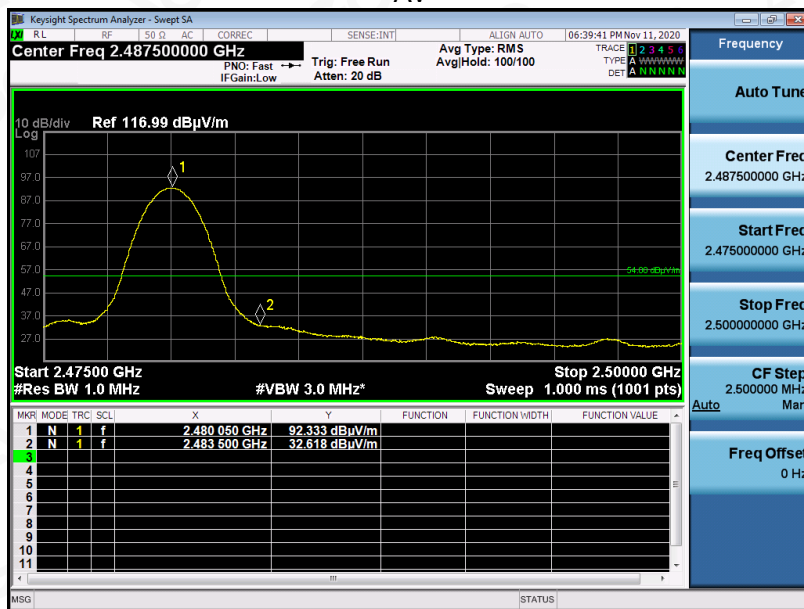 Keysight Spectrum Analyzer - Swept SA
RL RF 50 Ω AC CORREC SENSE:INT ALIGN AUTO 06:39:41 PM Nov 11, 2020
Center Freq 2.487500000 GHz Avg Type: RMS TRACE 1 2 3 4 5 6
PNO: Fast Trig: Free Run Avg|Hold: 100/100 TYPE A WWWWW
IFGain:Low Atten: 20 dB DET A N N N N N
Frequency
Auto Tune
10 dB/div Ref 116.99 dBµV/m
Log
107
97.0
87.0
77.0
67.0
57.0
47.0
37.0
27.0
1
2
54.00 dBµV/m
Center Freq
2.487500000 GHz
Start Freq
2.475000000 GHz
Stop Freq
2.500000000 GHz
Start 2.47500 GHz Stop 2.50000 GHz
#Res BW 1.0 MHz #VBW 3.0 MHz* Sweep 1.000 ms (1001 pts)
CF Step
2.500000 MHz
Auto Man
MKR MODE TRC SCL X Y FUNCTION FUNCTION WIDTH FUNCTION VALUE
1 N 1 f 2.480 050 GHz 92.333 dBµV/m
2 N 1 f 2.483 500 GHz 32.618 dBµV/m
3
4
5
6
7
8
9
10
11
Freq Offset
0 Hz
MSG STATUS